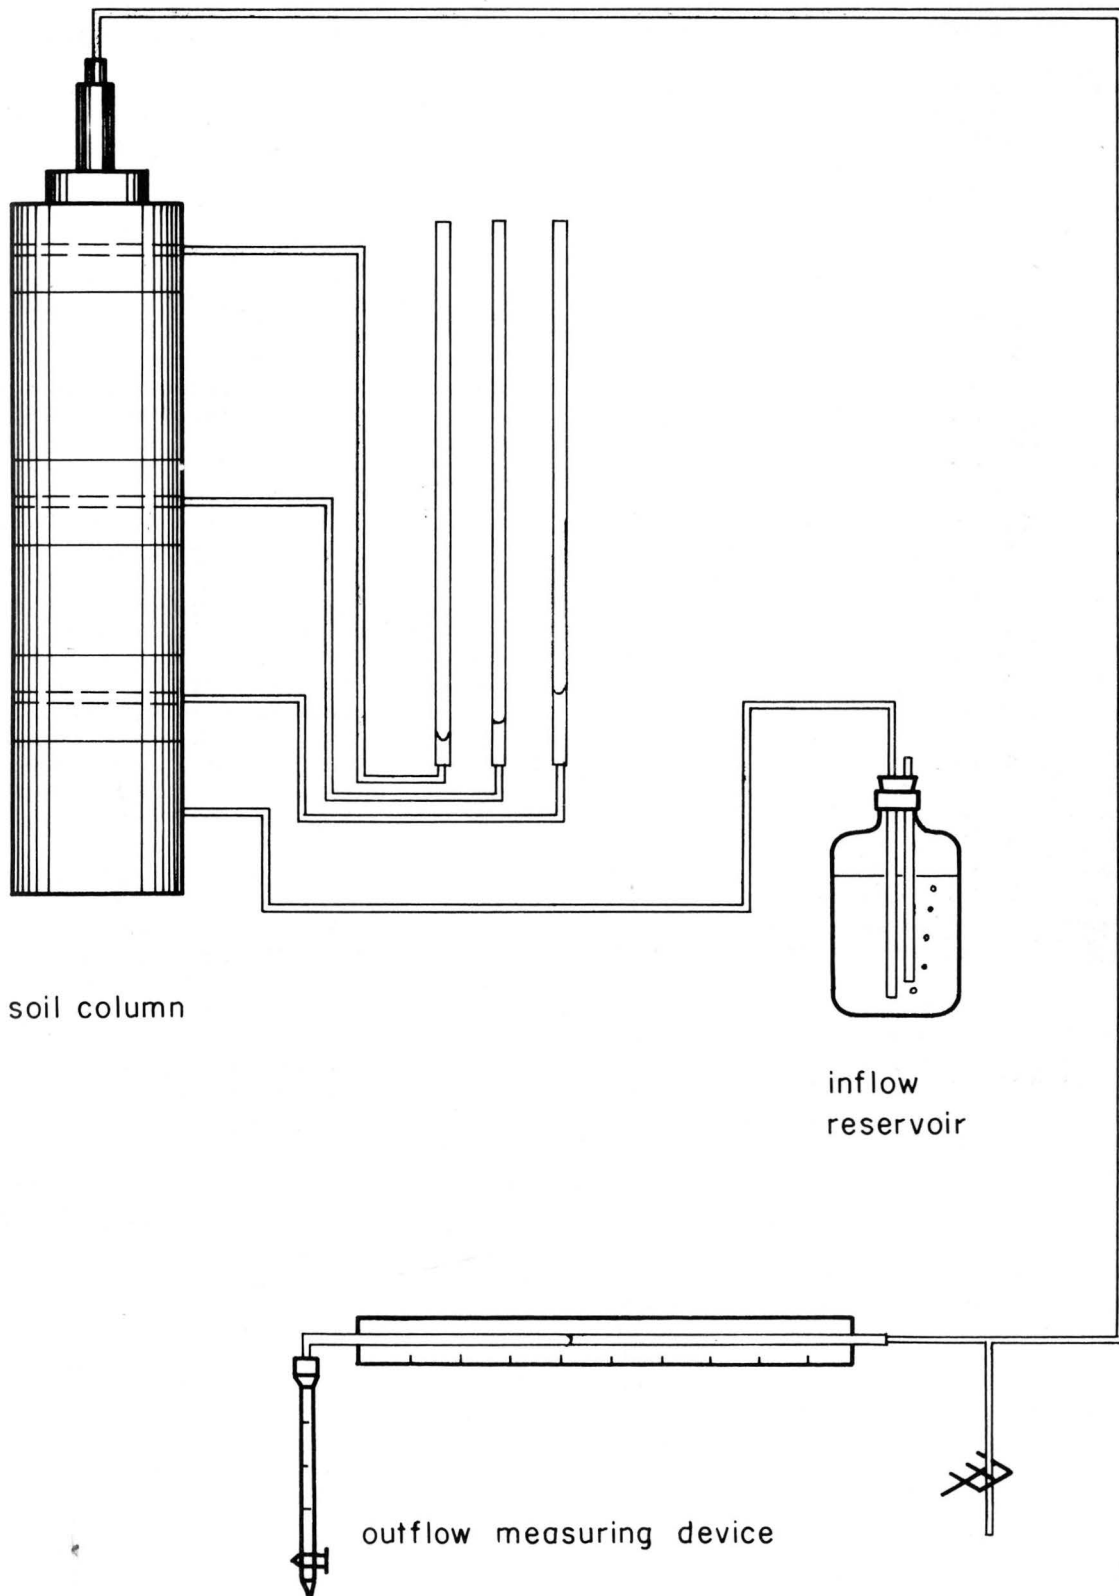 soil column
inflow
reservoir
outflow measuring device